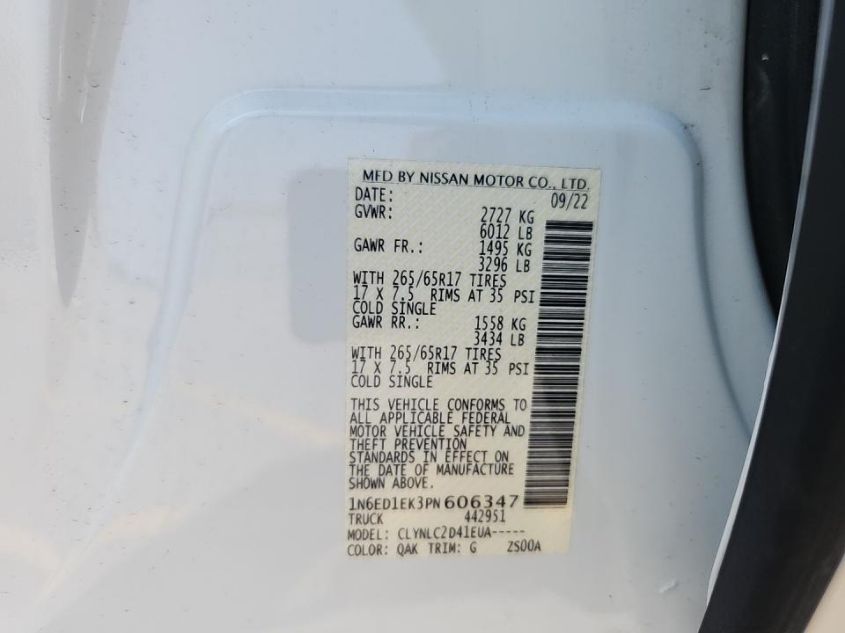 MFD BY NISSAN MOTOR CO., LTD.
DATE: 09/22
GVWR: 2727 KG
6012 LB
GAWR FR.: 1495 KG
3296 LB
WITH 265/65R17 TIRES
17 X 7.5 RIMS AT 35 PSI
COLD SINGLE
GAWR RR.: 1558 KG
3434 LB
WITH 265/65R17 TIRES
17 X 7.5 RIMS AT 35 PSI
COLD SINGLE
THIS VEHICLE CONFORMS TO
ALL APPLICABLE FEDERAL
MOTOR VEHICLE SAFETY AND
THEFT PREVENTION
STANDARDS IN EFFECT ON
THE DATE OF MANUFACTURE
SHOWN ABOVE.
1N6ED1EK3PN606347
TRUCK 442951
MODEL: CLYNLC2D41EUA-----
COLOR: QAK TRIM: G ZS00A